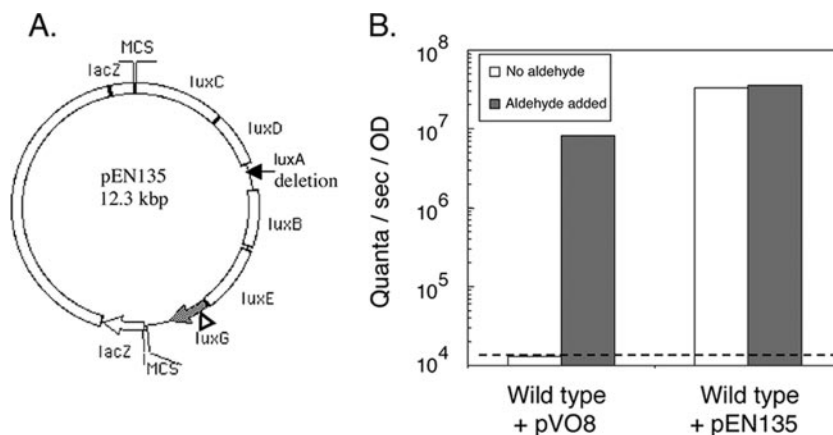 A.
MCS
lacZ
luxC
luxD
luxA
deletion
pEN135
12.3 kbp
luxB
luxE
luxG
lacZ
MCS
B.
No aldehyde
Aldehyde added
Quanta / sec / OD
10^8
10^7
10^6
10^5
10^4
Wild type
+ pVO8
Wild type
+ pEN135